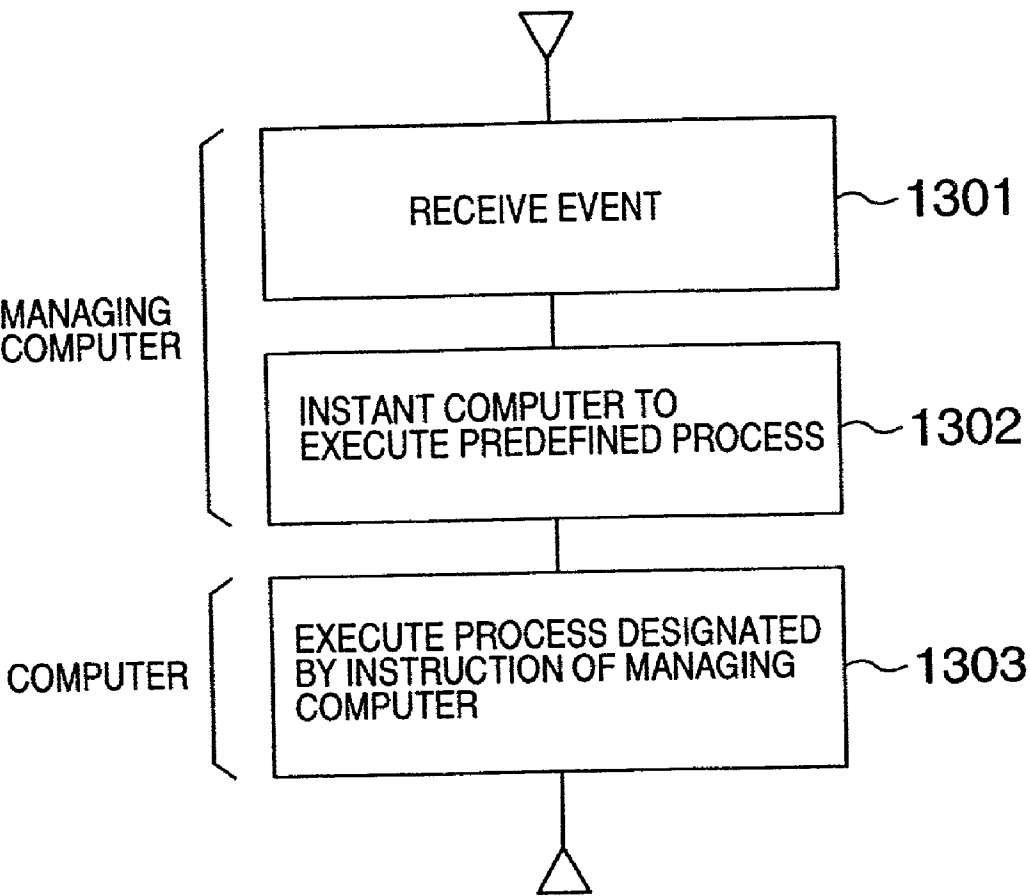 RECEIVE EVENT
1301
MANAGING
COMPUTER
INSTANT COMPUTER TO
EXECUTE PREDEFINED PROCESS
1302
COMPUTER
EXECUTE PROCESS DESIGNATED
BY INSTRUCTION OF MANAGING
COMPUTER
1303